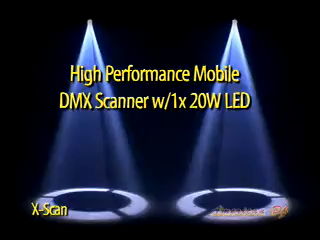 High Performance Mobile
DMX Scanner w/1x 20W LED
X-Scan